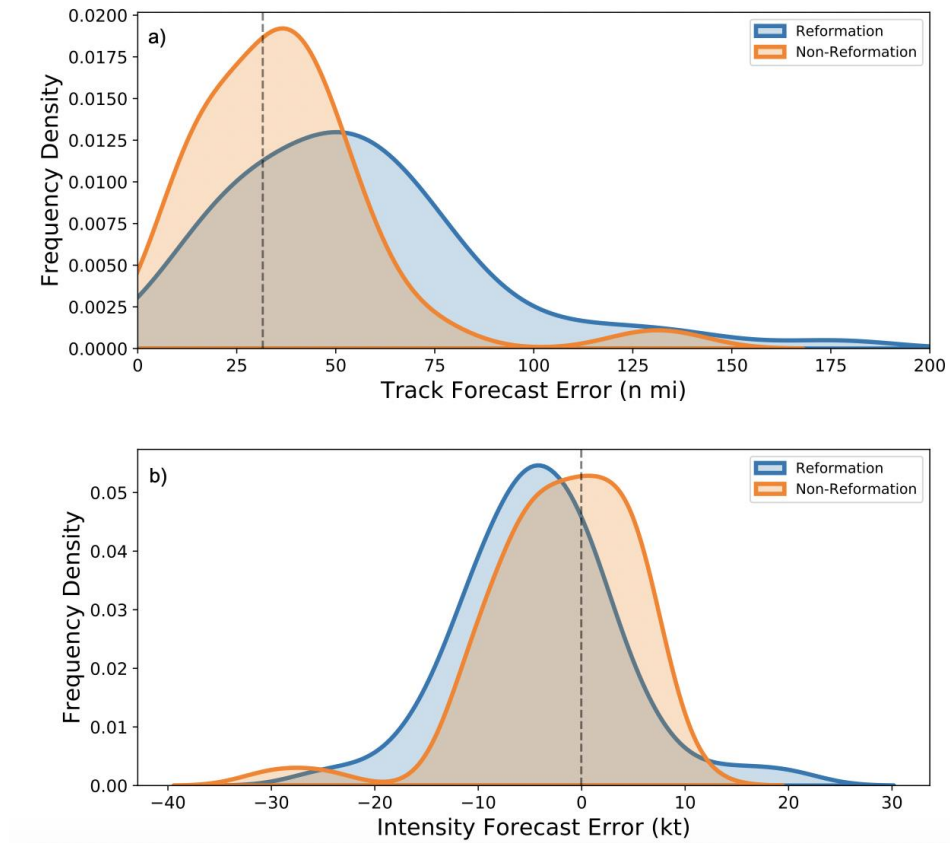 a)
Reformation
Non-Reformation
Frequency Density
0.0200
0.0175
0.0150
0.0125
0.0100
0.0075
0.0050
0.0025
0.0000
0 25 50 75 100 125 150 175 200
Track Forecast Error (n mi)
b)
Reformation
Non-Reformation
Frequency Density
0.05
0.04
0.03
0.02
0.01
0.00
−40 −30 −20 −10 0 10 20 30
Intensity Forecast Error (kt)